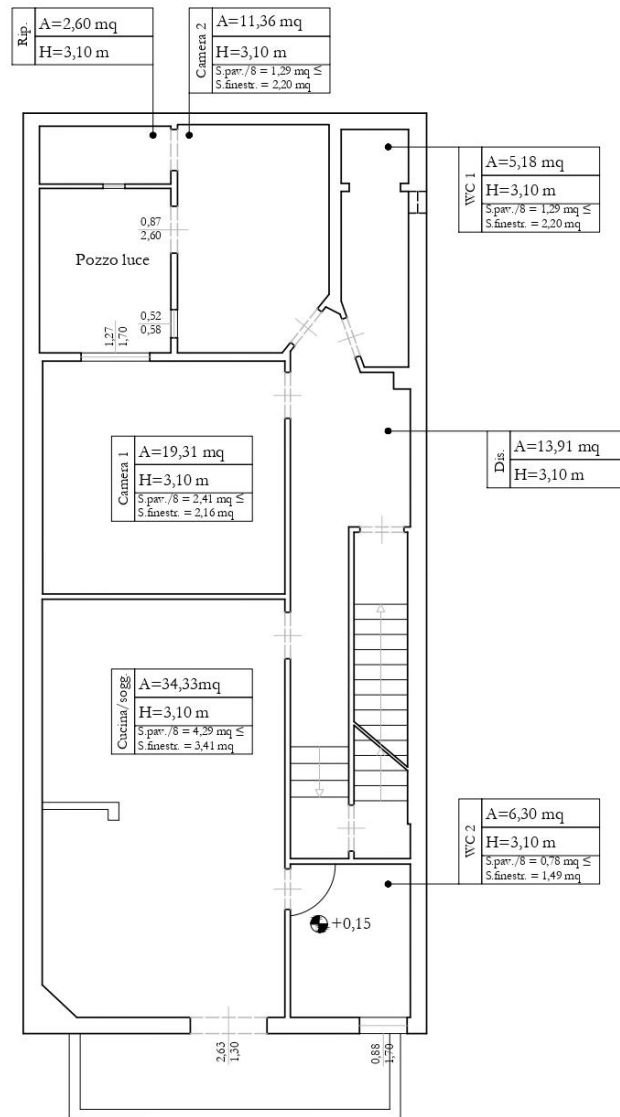 Rip.
A=2,60 mq
H=3,10 m
Camera 2
A=11,36 mq
H=3,10 m
S.pav./8 = 1,29 mq ≤
S.finestr. = 2,20 mq
WC 1
A=5,18 mq
H=3,10 m
S.pav./8 = 1,29 mq ≤
S.finestr. = 2,20 mq
0,87
2,60
Pozzo luce
0,52
0,58
1,27
1,70
Camera 1
A=19,31 mq
H=3,10 m
S.pav./8 = 2,41 mq ≤
S.finestr. = 2,16 mq
Dis.
A=13,91 mq
H=3,10 m
Cucina/sogg.
A=34,33mq
H=3,10 m
S.pav./8 = 4,29 mq ≤
S.finestr. = 3,41 mq
WC 2
A=6,30 mq
H=3,10 m
S.pav./8 = 0,78 mq ≤
S.finestr. = 1,49 mq
+0,15
2,63
1,30
0,88
1,70